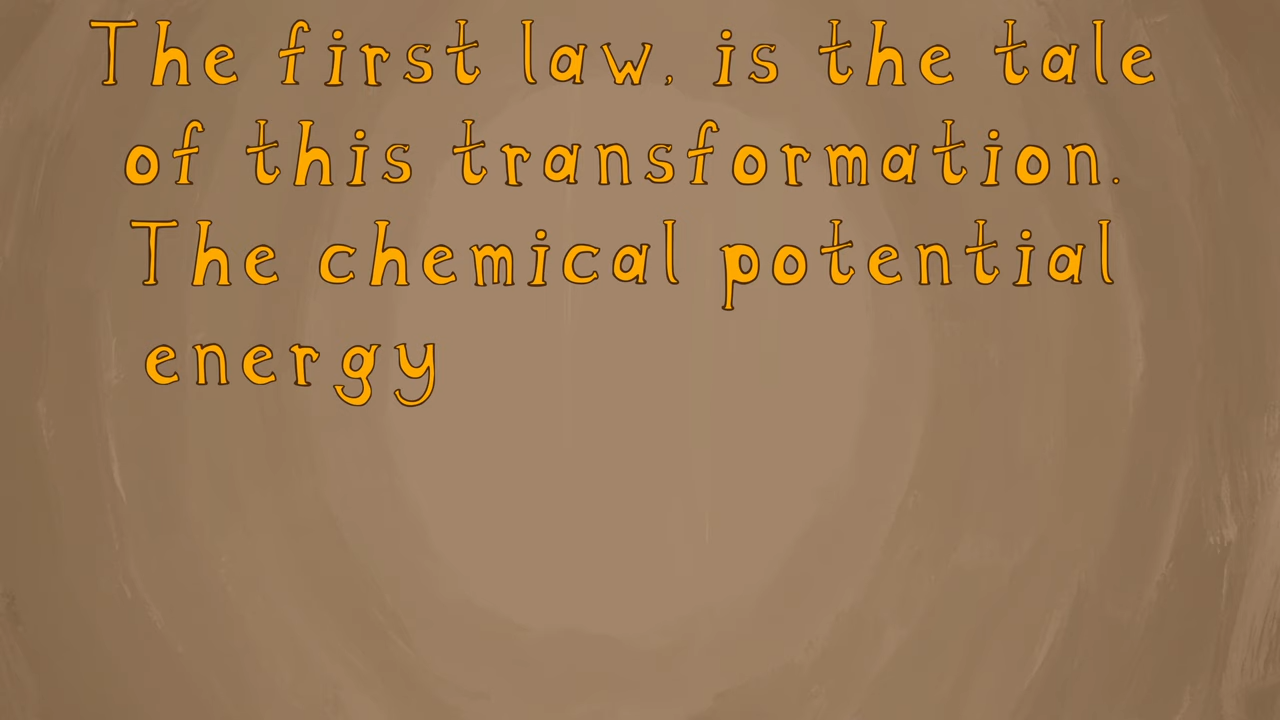 The first law, is the tale
of this transformation.
The chemical potential
energy